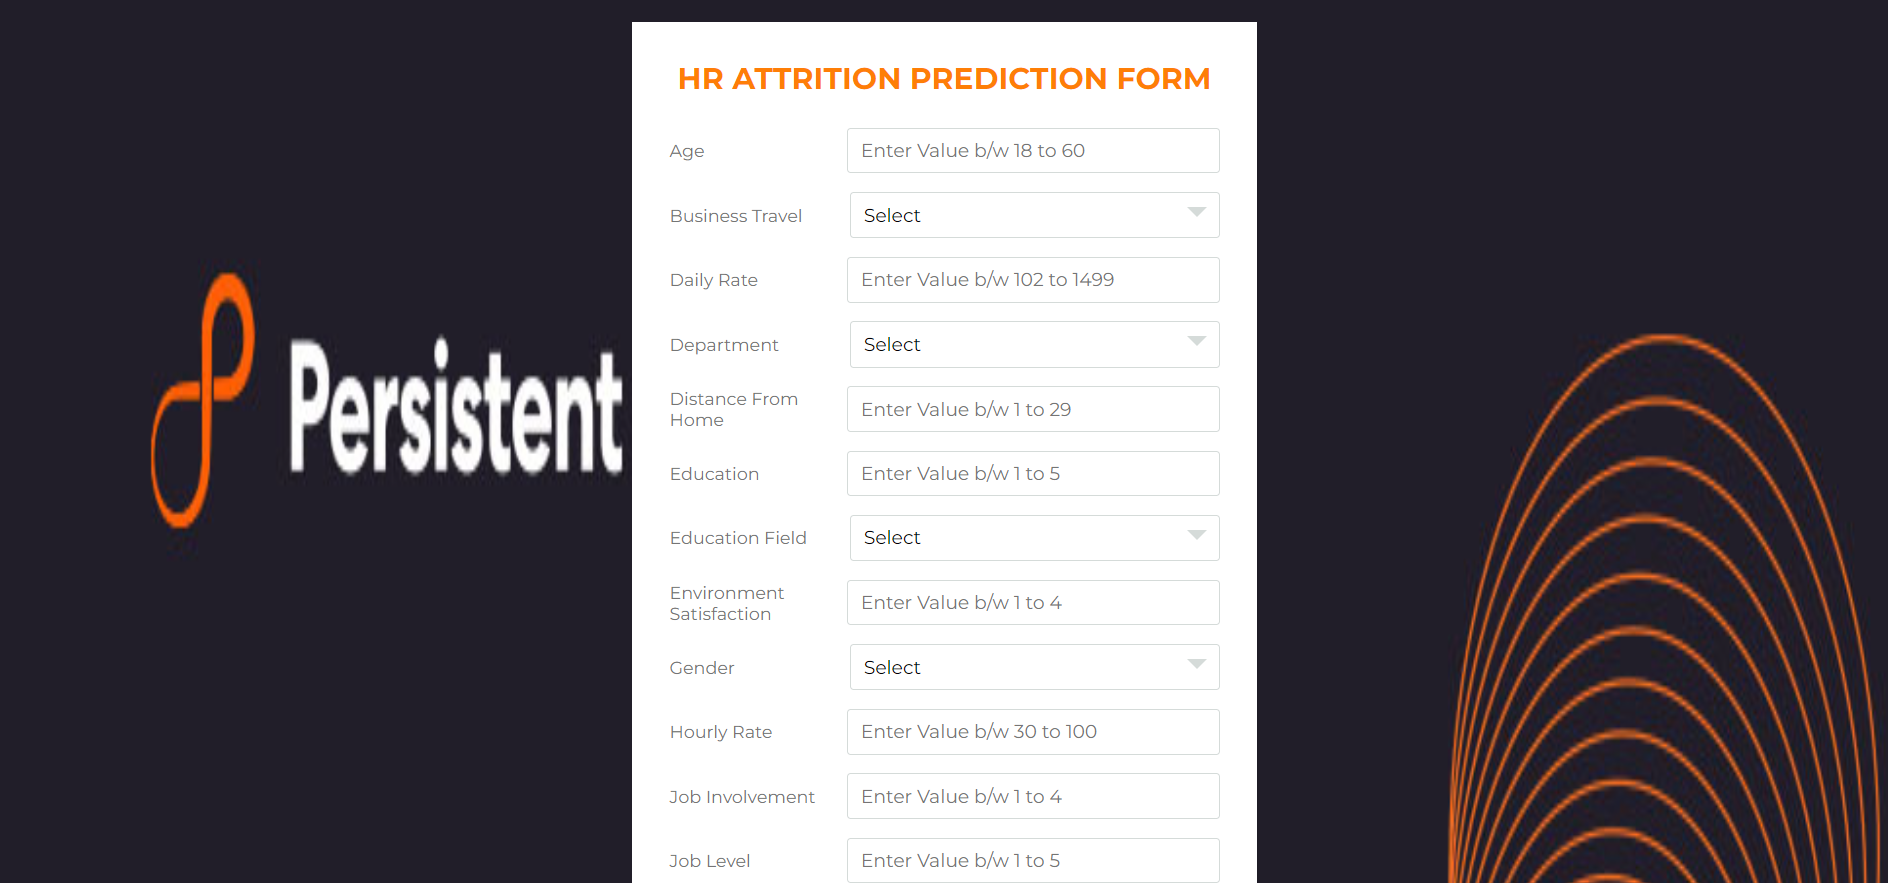 HR ATTRITION PREDICTION FORM
Age
Enter Value b/w 18 to 60
Business Travel
Select
Daily Rate
Enter Value b/w 102 to 1499
Department
Select
Distance From
Home
Enter Value b/w 1 to 29
Education
Enter Value b/w 1 to 5
Education Field
Select
Environment
Satisfaction
Enter Value b/w 1 to 4
Gender
Select
Hourly Rate
Enter Value b/w 30 to 100
Job Involvement
Enter Value b/w 1 to 4
Job Level
Enter Value b/w 1 to 5
Persistent